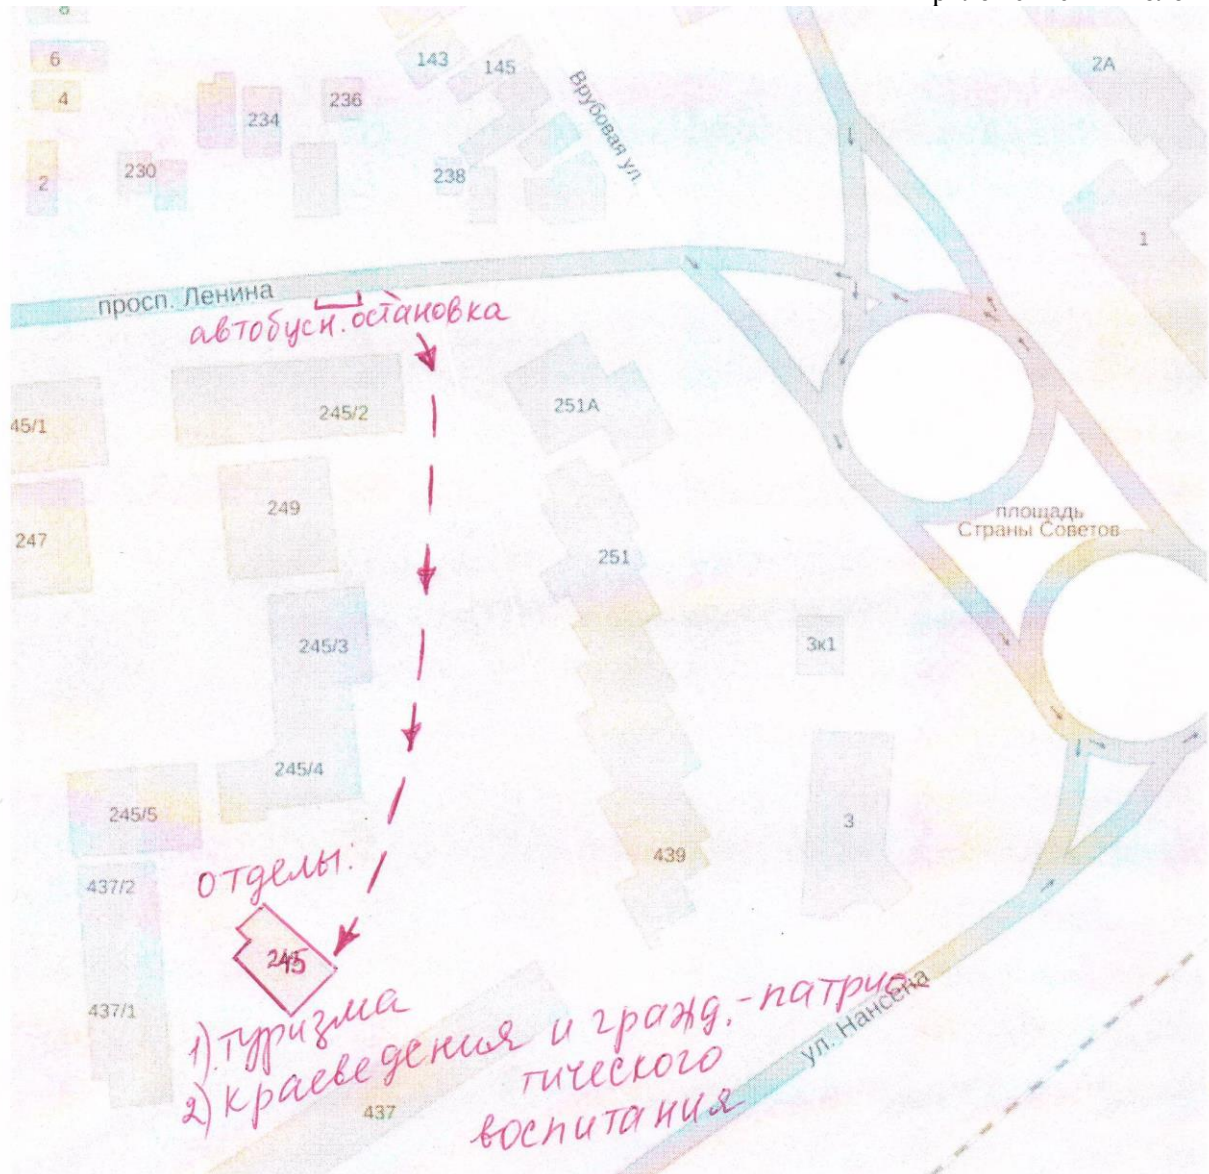 6
143
145
2А
4
236
234
Врубовая ул.
230
238
2
1
просп. Ленина
автобусн. остановка
45/1
245/2
251А
249
площадь
Страны Советов
247
251
245/3
3к1
245/4
245/5
3
439
отделы:
437/2
245
437/1
1) туризма
2) краеведения и гражд.-патрио
тического
воспитания
ул. Нансена
437